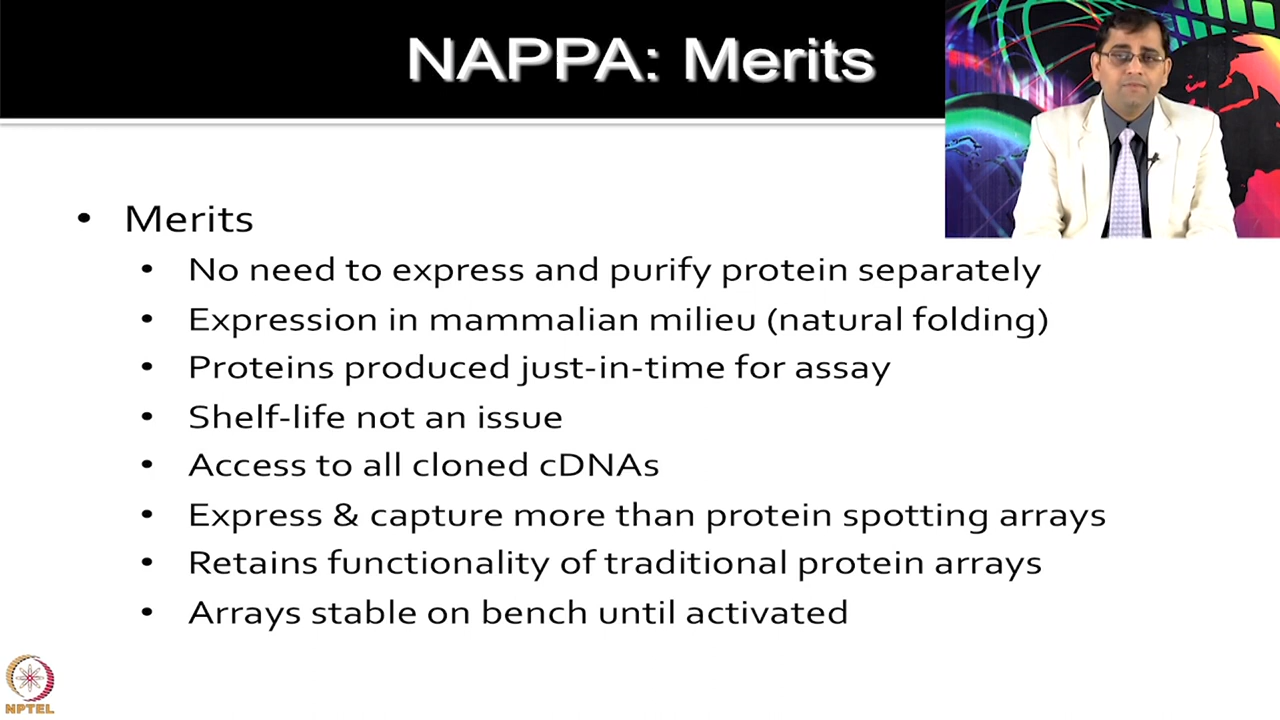 NAPPA: Merits
• Merits
• No need to express and purify protein separately
• Expression in mammalian milieu (natural folding)
• Proteins produced just-in-time for assay
• Shelf-life not an issue
• Access to all cloned cDNAs
• Express & capture more than protein spotting arrays
• Retains functionality of traditional protein arrays
• Arrays stable on bench until activated
NPTEL